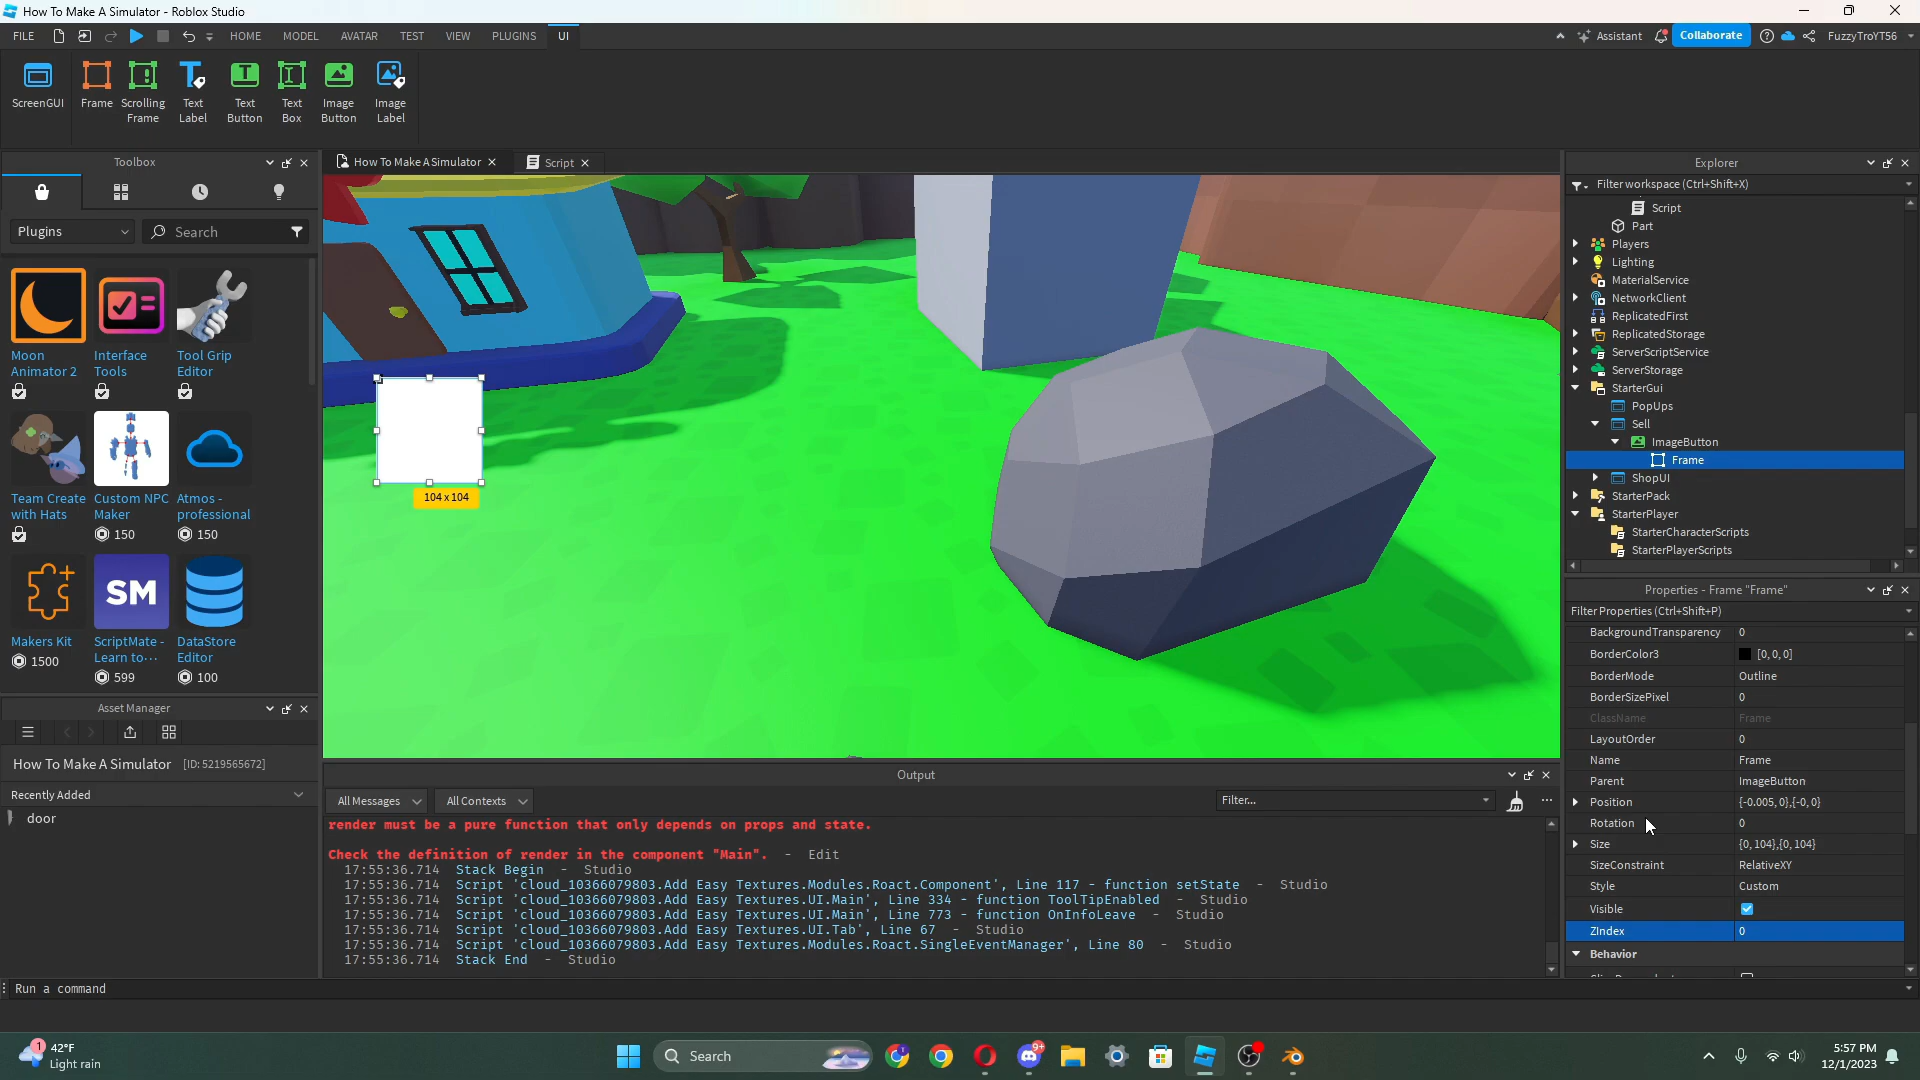 How To Make A Simulator - Roblox Studio
FILE HOME MODEL AVATAR TEST VIEW PLUGINS UI Assistant Collaborate FuzzyTroYT56
ScreenGUI Frame Scrolling Frame Text Label Text Button Text Box Image Button Image Label
Toolbox
How To Make A Simulator
Script
Explorer
Filter workspace (Ctrl+Shift+X)
Plugins
Search
Moon Animator 2
Interface Tools
Tool Grip Editor
Team Create with Hats
Custom NPC Maker
150
Atmos - professional
150
Makers Kit
1500
SM
ScriptMate - Learn to...
599
DataStore Editor
100
104 x 104
Script
Part
Players
Lighting
MaterialService
NetworkClient
ReplicatedFirst
ReplicatedStorage
ServerScriptService
ServerStorage
StarterGui
PopUps
Sell
ImageButton
Frame
ShopUI
StarterPack
StarterPlayer
StarterCharacterScripts
StarterPlayerScripts
Properties - Frame "Frame"
Filter Properties (Ctrl+Shift+P)
BackgroundTransparency 0
BorderColor3 [0, 0, 0]
BorderMode Outline
BorderSizePixel 0
ClassName Frame
LayoutOrder 0
Name Frame
Parent ImageButton
Position {-0.005, 0},{-0, 0}
Rotation 0
Size {0, 104},{0, 104}
SizeConstraint RelativeXY
Style Custom
Visible
ZIndex 0
Behavior
Asset Manager
How To Make A Simulator [ID: 5219565672]
Recently Added
door
Output
All Messages All Contexts Filter...
render must be a pure function that only depends on props and state.
Check the definition of render in the component "Main". - Edit
17:55:36.714 Stack Begin - Studio
17:55:36.714 Script 'cloud_10366079803.Add Easy Textures.Modules.Roact.Component', Line 117 - function setState - Studio
17:55:36.714 Script 'cloud_10366079803.Add Easy Textures.UI.Main', Line 334 - function ToolTipEnabled - Studio
17:55:36.714 Script 'cloud_10366079803.Add Easy Textures.UI.Main', Line 773 - function OnInfoLeave - Studio
17:55:36.714 Script 'cloud_10366079803.Add Easy Textures.UI.Tab', Line 67 - Studio
17:55:36.714 Script 'cloud_10366079803.Add Easy Textures.Modules.Roact.SingleEventManager', Line 80 - Studio
17:55:36.714 Stack End - Studio
Run a command
1
42°F
Light rain
Search
9+
5:57 PM
12/1/2023